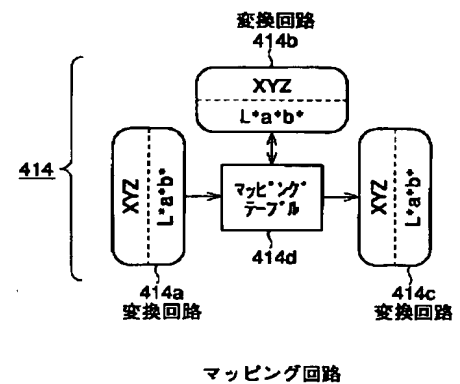 変換回路
414b
XYZ
L*a*b*
414
XYZ
L*a*b*
マッピング
テーブル
XYZ
L*a*b*
414d
414a
変換回路
414c
変換回路
マッピング回路